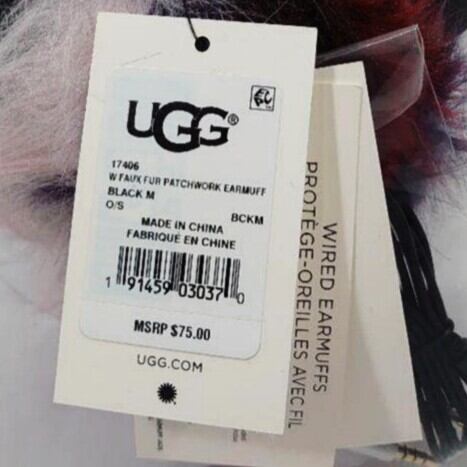 UGG®
17406
W FAUX FUR PATCHWORK EARMUFF
BLACK M
O/S BCKM
MADE IN CHINA
FABRIQUÉ EN CHINE
1 91459 03037 0
MSRP $75.00
UGG.COM
WIRED EARMUFFS
PROTÈGE-OREILLES AVEC FIL